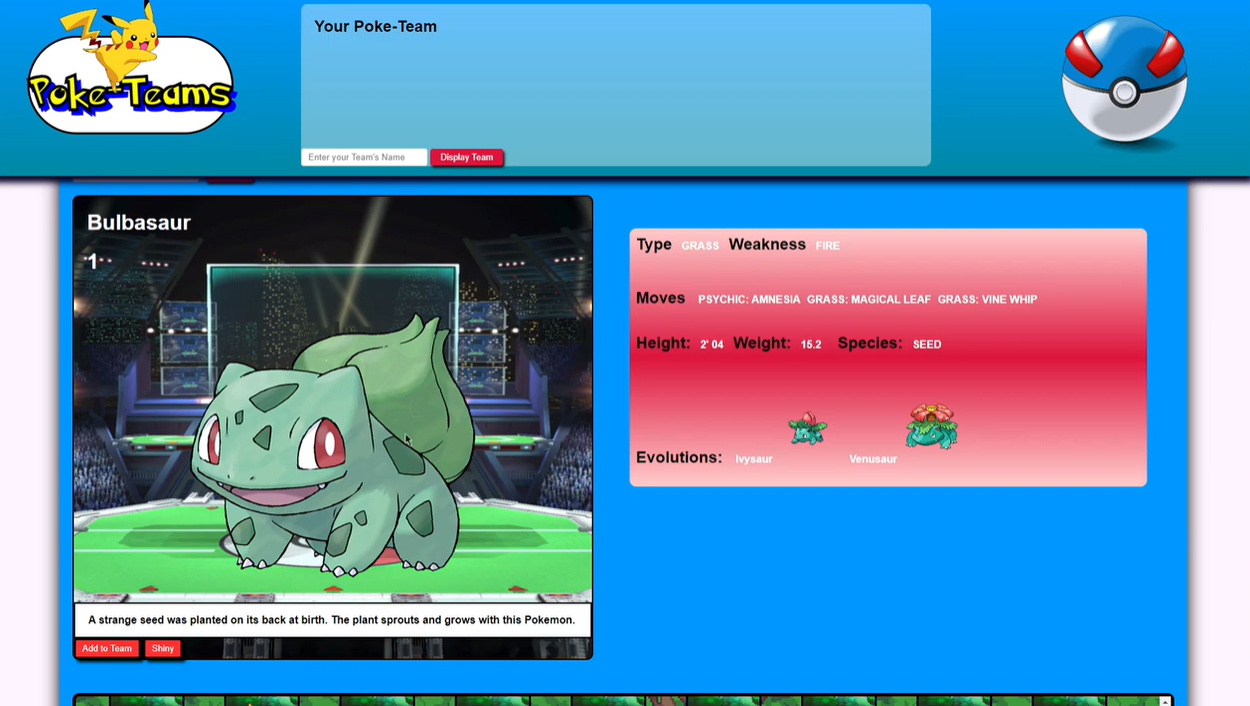 Poke-Teams
Your Poke-Team
Enter your Team's Name
Display Team
Bulbasaur
1
Type GRASS Weakness FIRE
Moves PSYCHIC: AMNESIA GRASS: MAGICAL LEAF GRASS: VINE WHIP
Height: 2' 04 Weight: 15.2 Species: SEED
Evolutions: Ivysaur Venusaur
A strange seed was planted on its back at birth. The plant sprouts and grows with this Pokemon.
Add to Team
Shiny